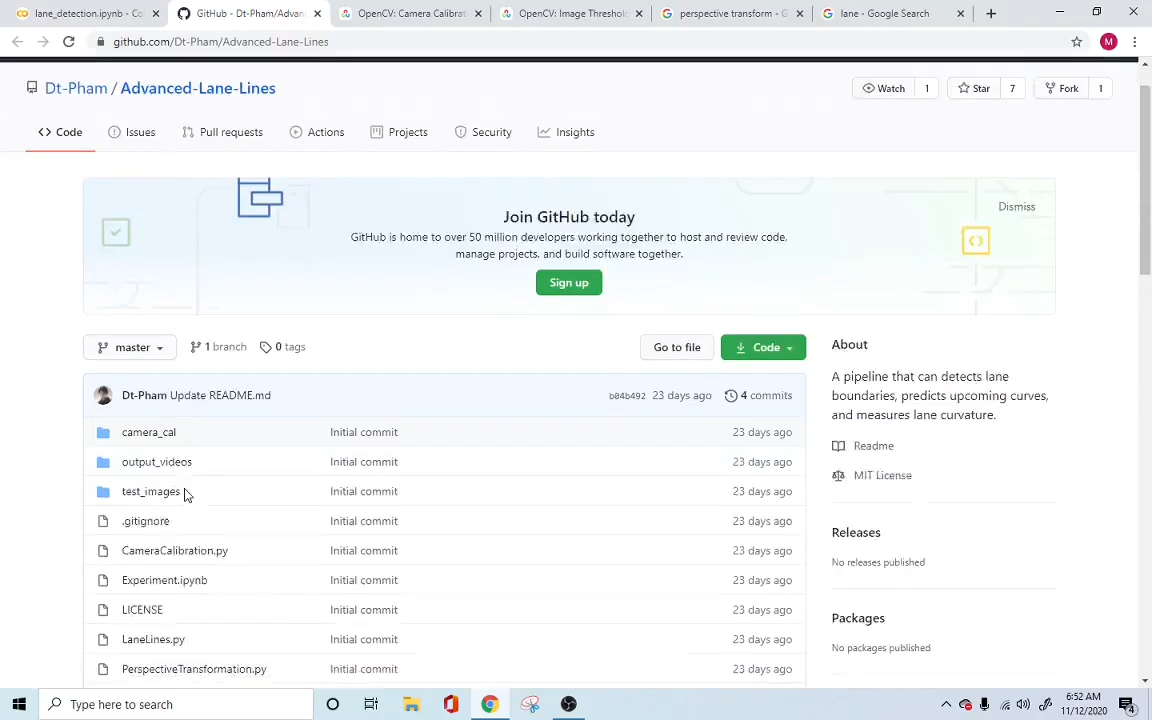 lane_detection.ipynb - Co
GitHub - Dt-Pham/Advan
OpenCV: Camera Calibrat
OpenCV: Image Threshol
perspective transform - G
lane - Google Search
github.com/Dt-Pham/Advanced-Lane-Lines
M
Dt-Pham / Advanced-Lane-Lines
Watch 1
Star 7
Fork 1
Code
Issues
Pull requests
Actions
Projects
Security
Insights
Join GitHub today
Dismiss
GitHub is home to over 50 million developers working together to host and review code,
manage projects, and build software together.
Sign up
master
1 branch
0 tags
Go to file
Code
About
A pipeline that can detects lane
boundaries, predicts upcoming curves,
and measures lane curvature.
Readme
MIT License
Releases
No releases published
Packages
No packages published
Dt-Pham Update README.md b04b492 23 days ago 4 commits
camera_cal Initial commit 23 days ago
output_videos Initial commit 23 days ago
test_images Initial commit 23 days ago
.gitignore Initial commit 23 days ago
CameraCalibration.py Initial commit 23 days ago
Experiment.ipynb Initial commit 23 days ago
LICENSE Initial commit 23 days ago
LaneLines.py Initial commit 23 days ago
PerspectiveTransformation.py Initial commit 23 days ago
Type here to search
6:52 AM
11/12/2020
4